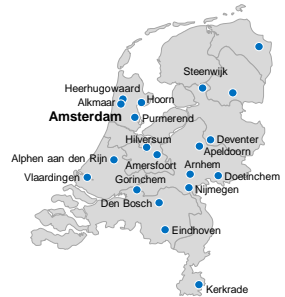 Steenwijk
Heerhugowaard
Alkmaar
Hoorn
Amsterdam
Purmerend
Hilversum
Deventer
Apeldoorn
Alphen aan den Rijn
Amersfoort
Arnhem
Vlaardingen
Doetinchem
Gorinchem
Nijmegen
Den Bosch
Eindhoven
Kerkrade